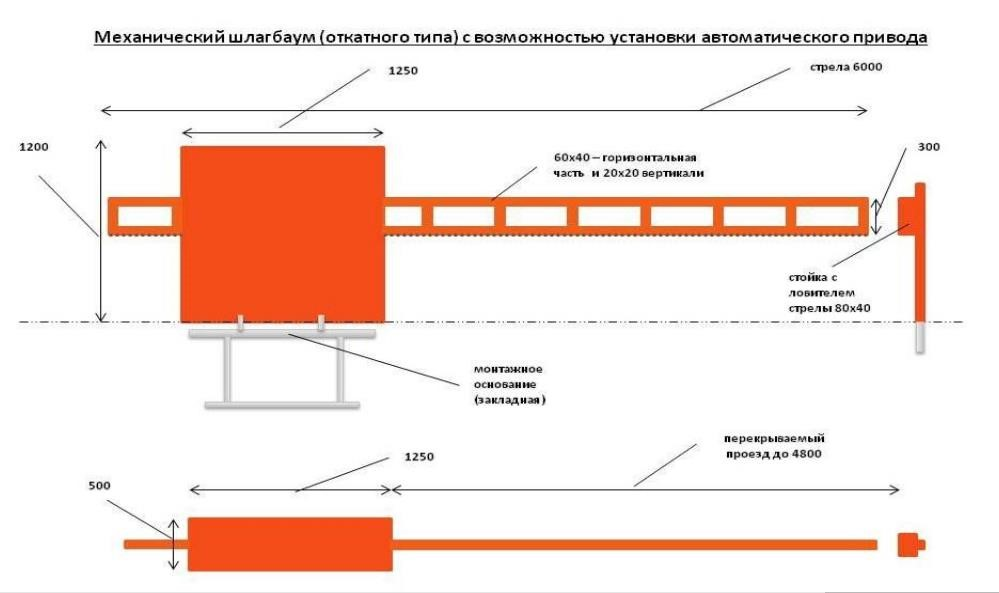 Механический шлагбаум (откатного типа) с возможностью установки автоматического привода
1250
стрела 6000
1200
60х40 – горизонтальная
часть и 20х20 вертикали
300
стойка с
ловителем
стрелы 80х40
монтажное
основание
(закладная)
перекрываемый
проезд до 4800
1250
500